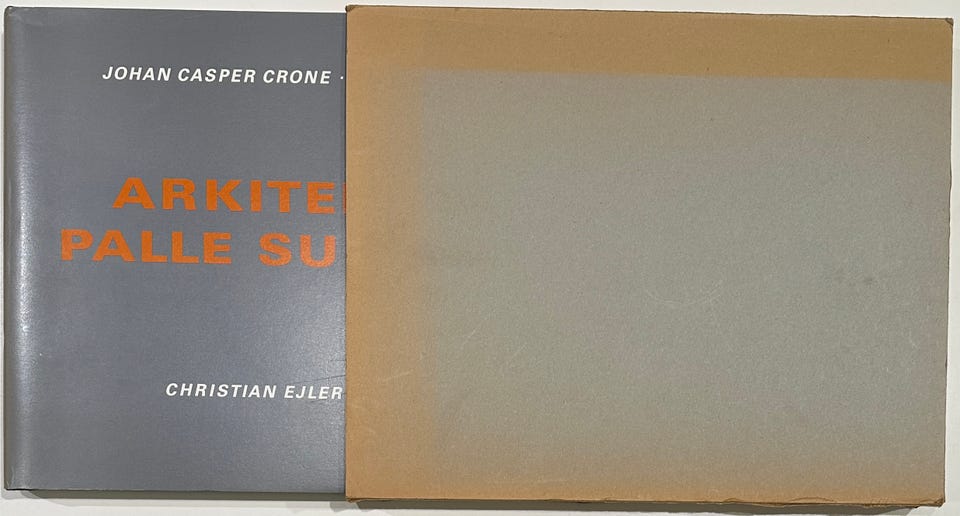 JOHAN CASPER CRONE ·
ARKITE
PALLE SU
CHRISTIAN EJLER